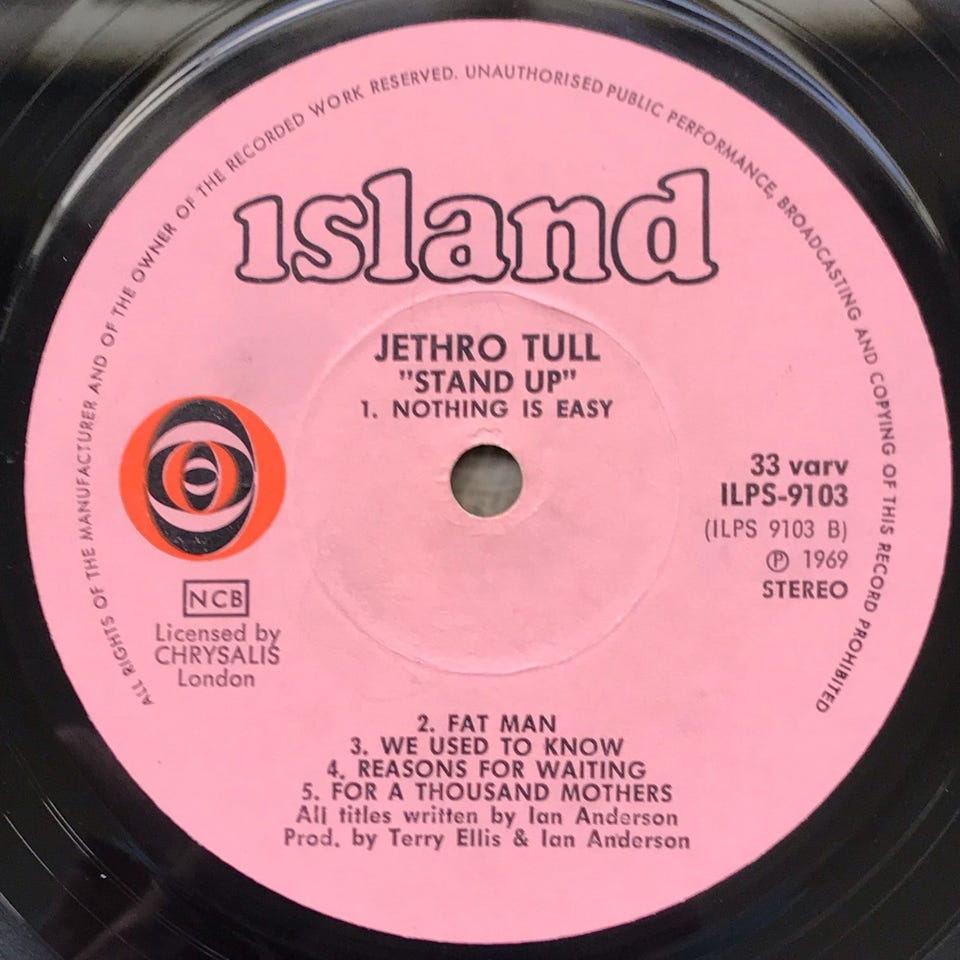 ALL RIGHTS OF THE MANUFACTURER AND OF THE OWNER OF THE RECORDED WORK RESERVED. UNAUTHORISED PUBLIC PERFORMANCE, BROADCASTING AND COPYING OF THIS RECORD PROHIBITED
island
JETHRO TULL
"STAND UP"
1. NOTHING IS EASY
33 varv
ILPS-9103
(ILPS 9103 B)
℗ 1969
STEREO
NCB
Licensed by
CHRYSALIS
London
2. FAT MAN
3. WE USED TO KNOW
4. REASONS FOR WAITING
5. FOR A THOUSAND MOTHERS
All titles written by Ian Anderson
Prod. by Terry Ellis & Ian Anderson